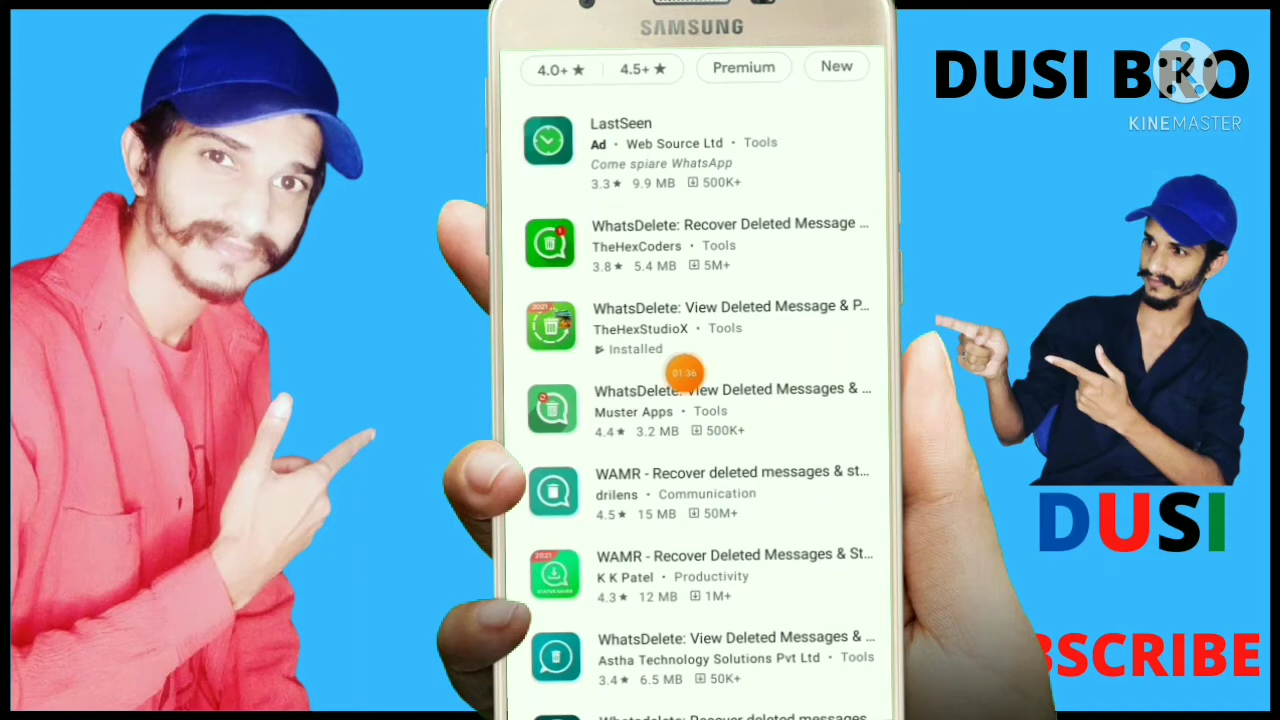 SAMSUNG
4.0+ ★ 4.5+ ★ Premium New
LastSeen
Ad • Web Source Ltd • Tools
Come spiare WhatsApp
3.3★ 9.9 MB 500K+
WhatsDelete: Recover Deleted Message ...
TheHexCoders • Tools
3.8★ 5.4 MB 5M+
WhatsDelete: View Deleted Message & P...
TheHexStudioX • Tools
Installed
01:36
WhatsDelete: View Deleted Messages & ...
Muster Apps • Tools
4.4★ 3.2 MB 500K+
WAMR - Recover deleted messages & st...
drilens • Communication
4.5★ 15 MB 50M+
2021
WAMR - Recover Deleted Messages & St...
K K Patel • Productivity
4.3★ 12 MB 1M+
WhatsDelete: View Deleted Messages & ...
Astha Technology Solutions Pvt Ltd • Tools
3.4★ 6.5 MB 50K+
DUSI BRO
KINEMASTER
DUSI
BSCRIBE